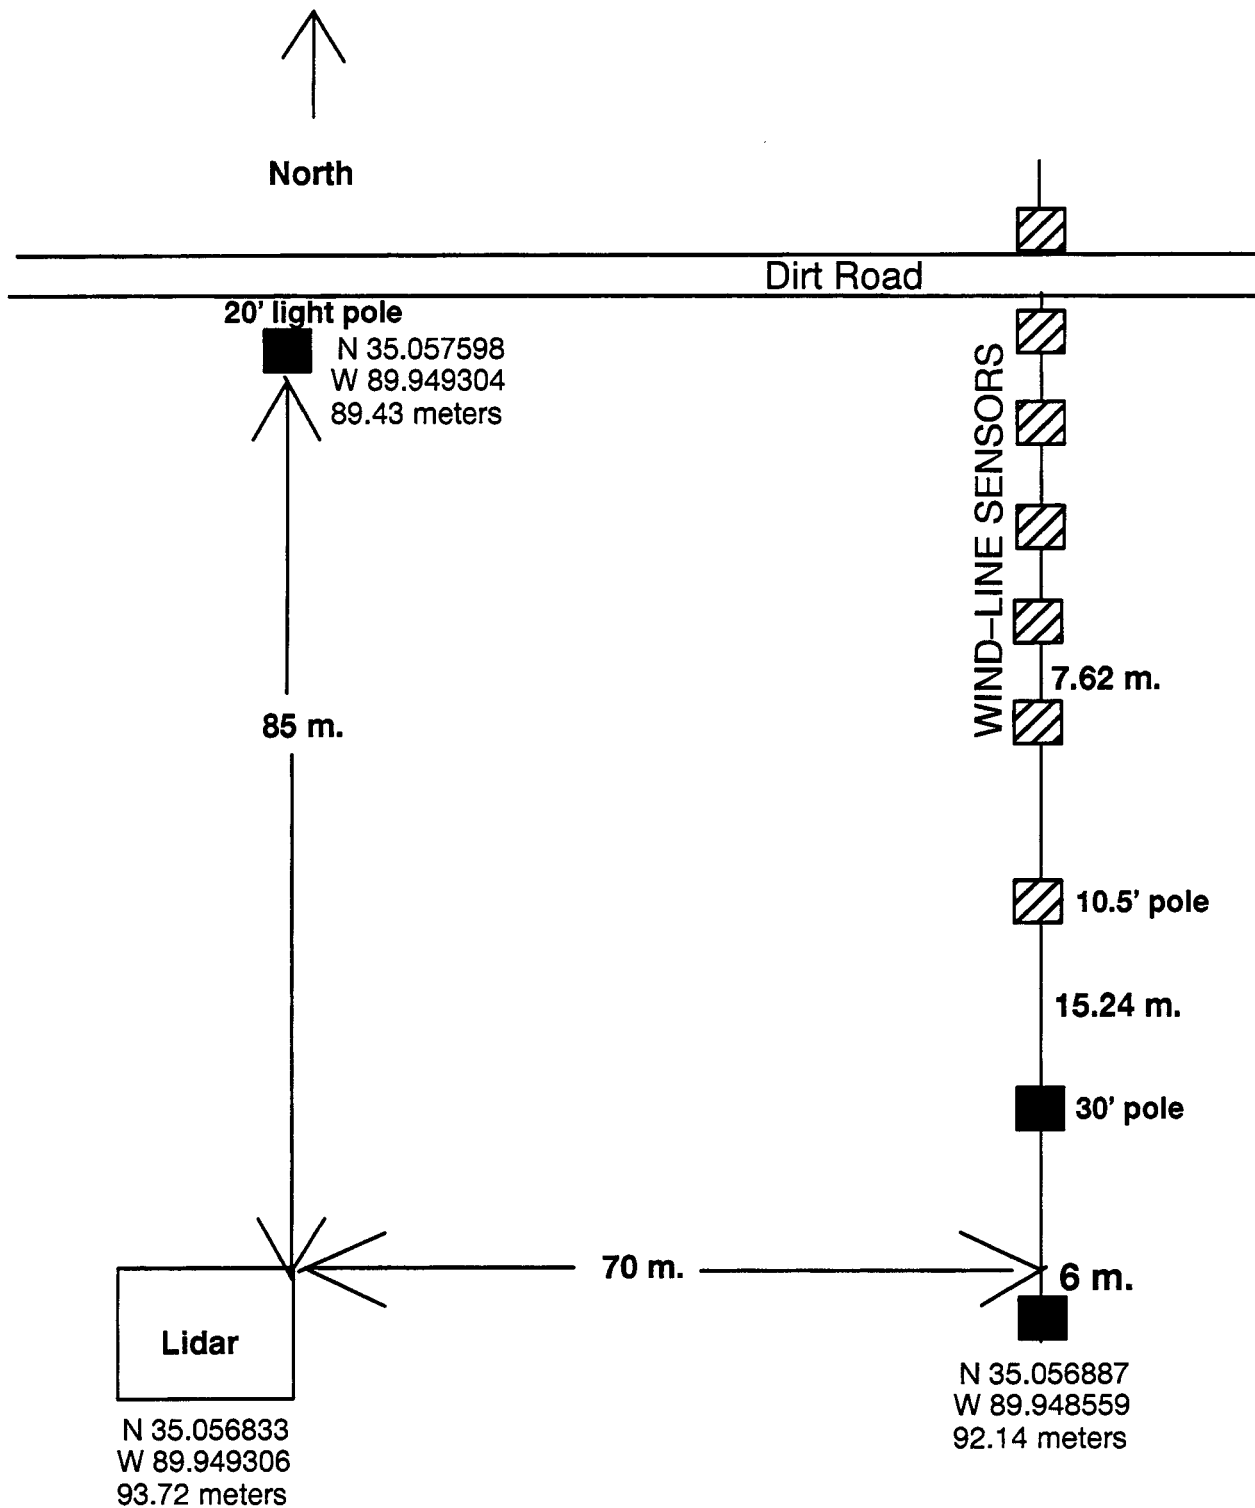 North
Dirt Road
20' light pole
N 35.057598
W 89.949304
89.43 meters
WIND–LINE SENSORS
7.62 m.
85 m.
10.5' pole
15.24 m.
30' pole
70 m.
6 m.
Lidar
N 35.056887
W 89.948559
92.14 meters
N 35.056833
W 89.949306
93.72 meters